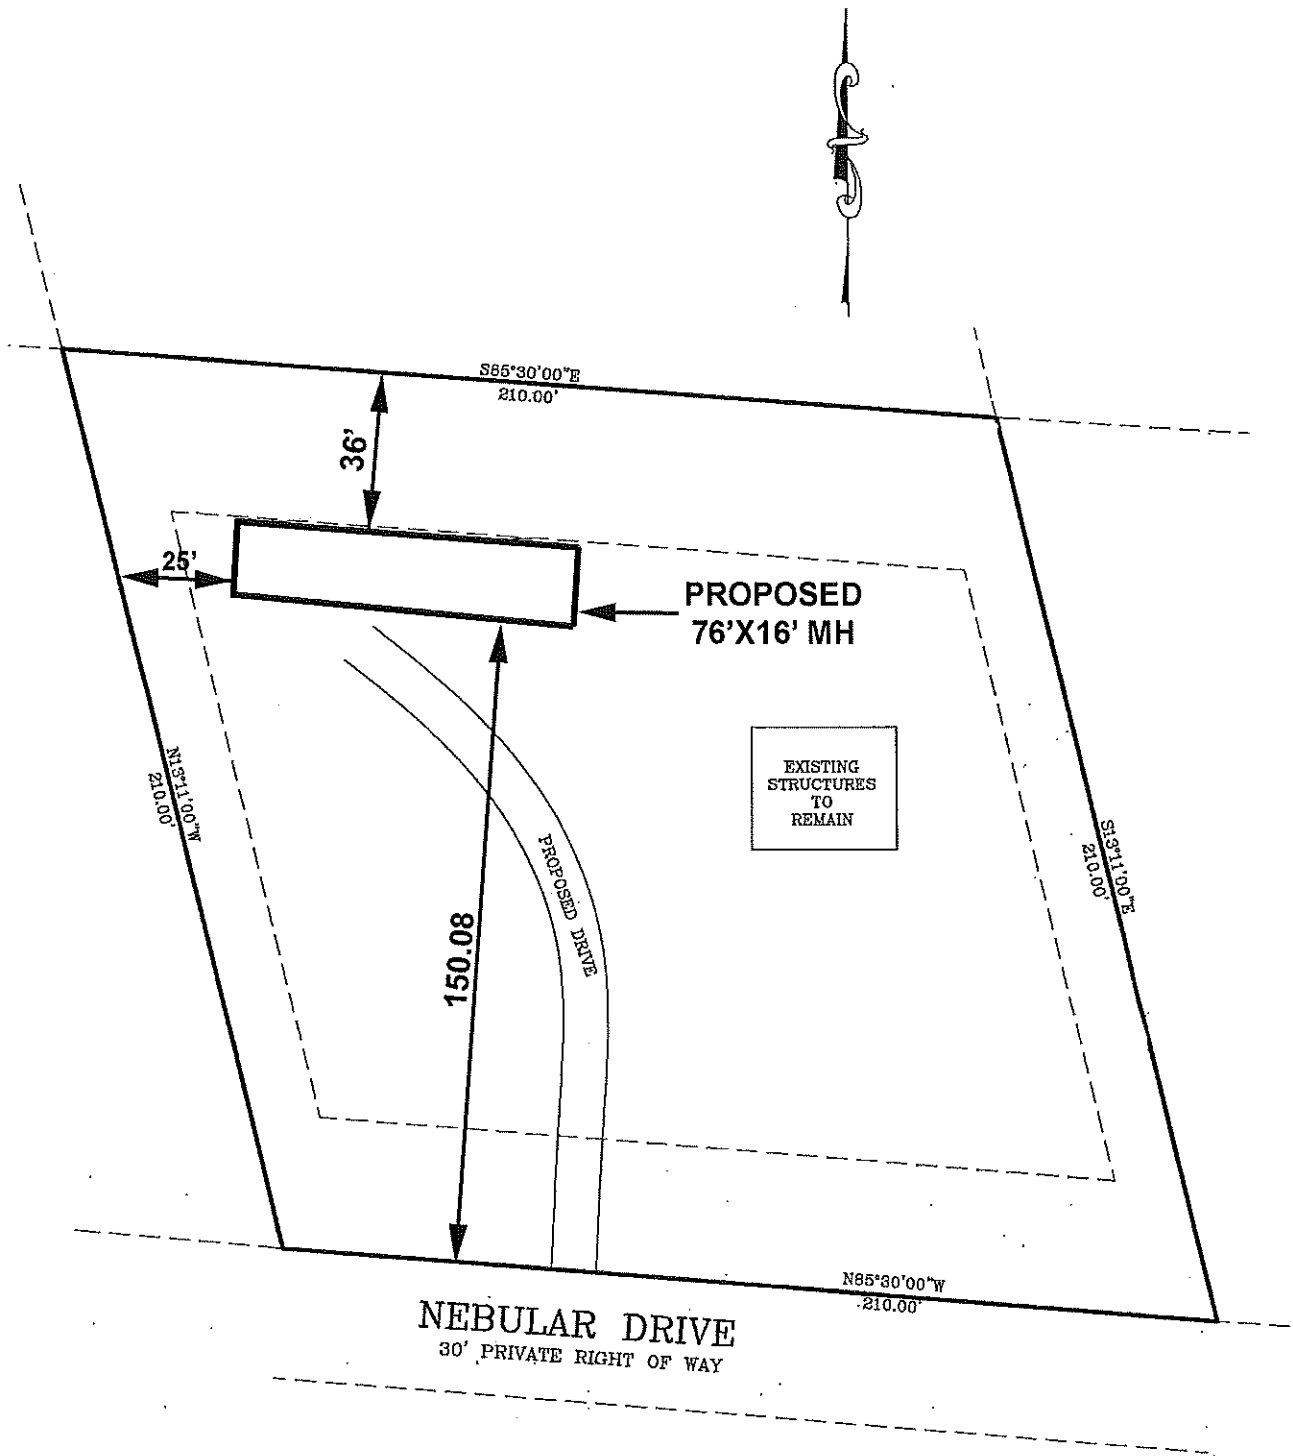 S85°30'00"E
210.00'
36'
25'
PROPOSED
76'X16' MH
N13°11'00"W
210.00'
EXISTING
STRUCTURES
TO
REMAIN
S13°11'00"E
210.00'
PROPOSED DRIVE
150.08
N85°30'00"W
210.00'
NEBULAR DRIVE
30' PRIVATE RIGHT OF WAY